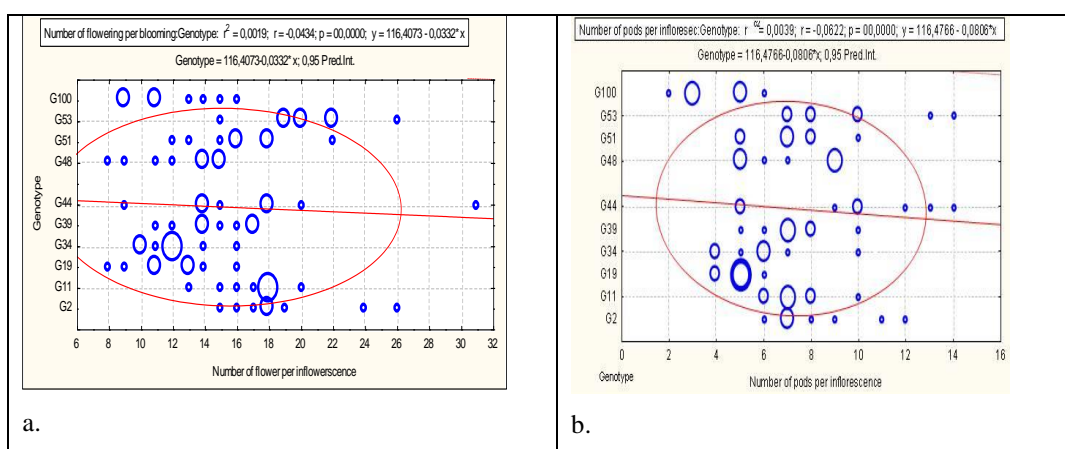 Number of flowering per blooming:Genotype: r² = 0,0019; r = -0,0434; p = 00,0000; y = 116,4073 - 0,0332*x
Genotype = 116,4073-0,0332* x; 0,95 Pred.Int.
G100
G53
G51
G48
G44
G39
G34
G19
G11
G2
Genotype
6 8 10 12 14 16 18 20 22 24 26 28 30 32
Number of flower per inflowerscence
a.
Number of pods per infloresec:Genotype: r = 0,0039; r = -0,0622; p = 00,0000; y = 116,4766 - 0,0806*x
Genotype = 116,4766-0,0806*x; 0,95 Pred.Int.
G100
G53
G51
G48
G44
G39
G34
G19
G11
G2
0 2 4 6 8 10 12 14 16
Genotype
Number of pods per inflorescence
b.